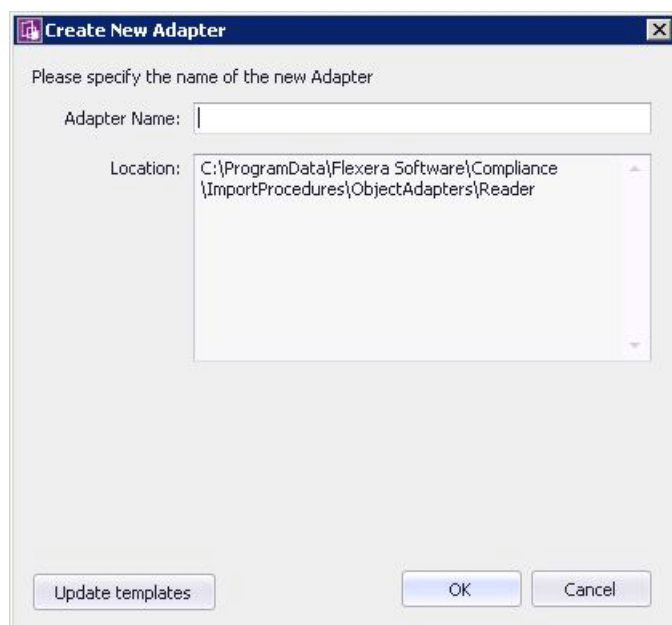 Create New Adapter
Please specify the name of the new Adapter
Adapter Name:
Location:
C:\ProgramData\Flexera Software\Compliance
\ImportProcedures\ObjectAdapters\Reader
Update templates
OK
Cancel